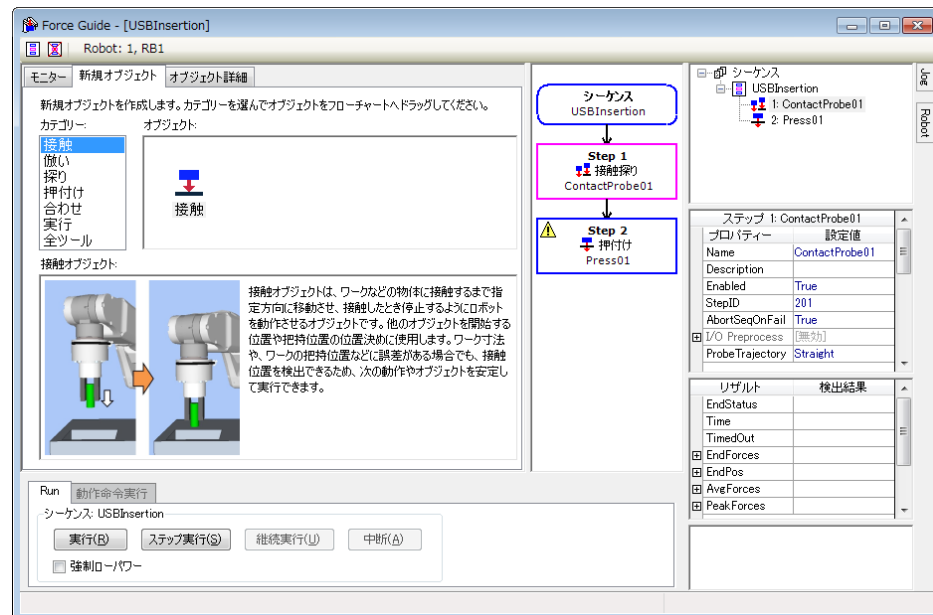 Force Guide - [USBInsertion]
Robot: 1, RB1
モニター 新規オブジェクト オブジェクト詳細
新規オブジェクトを作成します。カテゴリーを選んでオブジェクトをフローチャートへドラッグしてください。
カテゴリー: オブジェクト:
接触
倣い
探り
押付け
合わせ
実行
全ツール
接触
接触オブジェクト:
接触オブジェクトは、ワークなどの物体に接触するまで指
定方向に移動させ、接触したとき停止するようにロボット
を動作させるオブジェクトです。他のオブジェクトを開始する
位置や把持位置の位置決めに使用します。ワーク寸法
や、ワークの把持位置などに誤差がある場合でも、接触
位置を検出できるため、次の動作やオブジェクトを安定し
て実行できます。
シーケンス
USBInsertion
Step 1
接触探り
ContactProbe01
Step 2
押付け
Press01
シーケンス
USBInsertion
1: ContactProbe01
2: Press01
Jog
Robot
ステップ 1: ContactProbe01
プロパティー 設定値
Name ContactProbe01
Description
Enabled True
StepID 201
AbortSeqOnFail True
I/O Preprocess [無効]
ProbeTrajectory Straight
リザルト 検出結果
EndStatus
Time
TimedOut
EndForces
EndPos
AvgForces
PeakForces
Run 動作命令実行
シーケンス: USBInsertion
実行(R) ステップ実行(S) 継続実行(U) 中断(A)
強制ローパワー